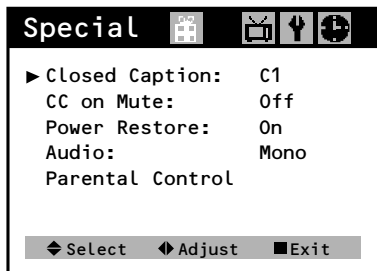 Special
Closed Caption: C1
CC on Mute: Off
Power Restore: On
Audio: Mono
Parental Control
Select Adjust Exit